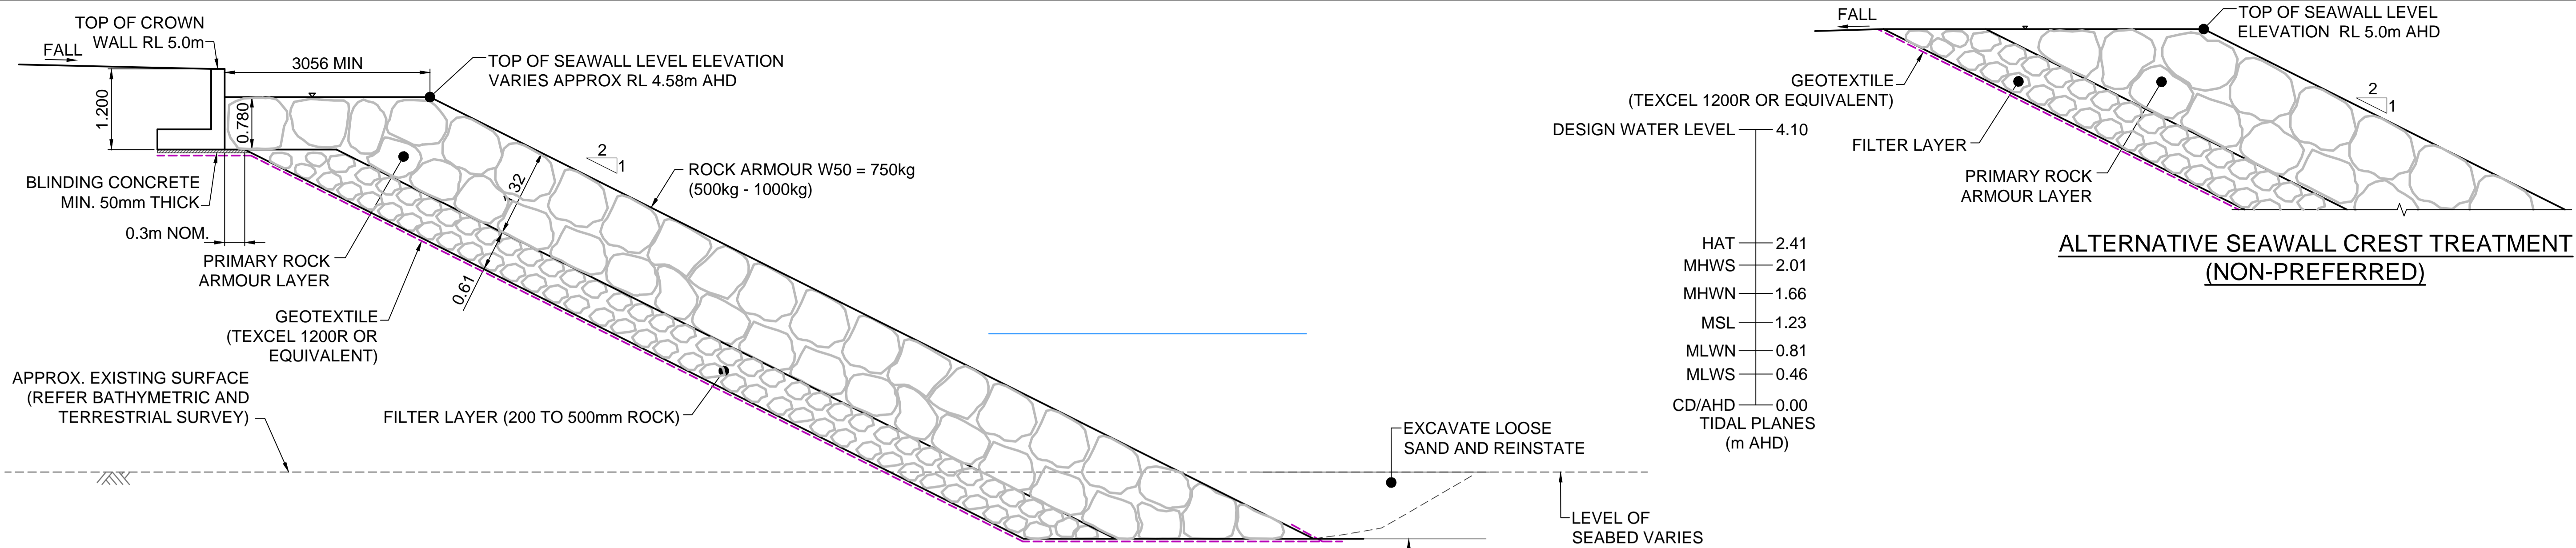 TOP OF CROWN
WALL RL 5.0m
FALL
3056 MIN
TOP OF SEAWALL LEVEL ELEVATION
VARIES APPROX RL 4.58m AHD
1.200
0.780
2
1
ROCK ARMOUR W50 = 750kg
(500kg - 1000kg)
BLINDING CONCRETE
MIN. 50mm THICK
0.3m NOM.
PRIMARY ROCK
ARMOUR LAYER
0.61
GEOTEXTILE
(TEXCEL 1200R OR
EQUIVALENT)
APPROX. EXISTING SURFACE
(REFER BATHYMETRIC AND
TERRESTRIAL SURVEY)
FILTER LAYER (200 TO 500mm ROCK)
EXCAVATE LOOSE
SAND AND REINSTATE
LEVEL OF
SEABED VARIES
DESIGN WATER LEVEL 4.10
HAT 2.41
MHWS 2.01
MHWN 1.66
MSL 1.23
MLWN 0.81
MLWS 0.46
CD/AHD 0.00
TIDAL PLANES
(m AHD)
FALL
TOP OF SEAWALL LEVEL
ELEVATION RL 5.0m AHD
GEOTEXTILE
(TEXCEL 1200R OR EQUIVALENT)
2
1
FILTER LAYER
PRIMARY ROCK
ARMOUR LAYER
ALTERNATIVE SEAWALL CREST TREATMENT
(NON-PREFERRED)